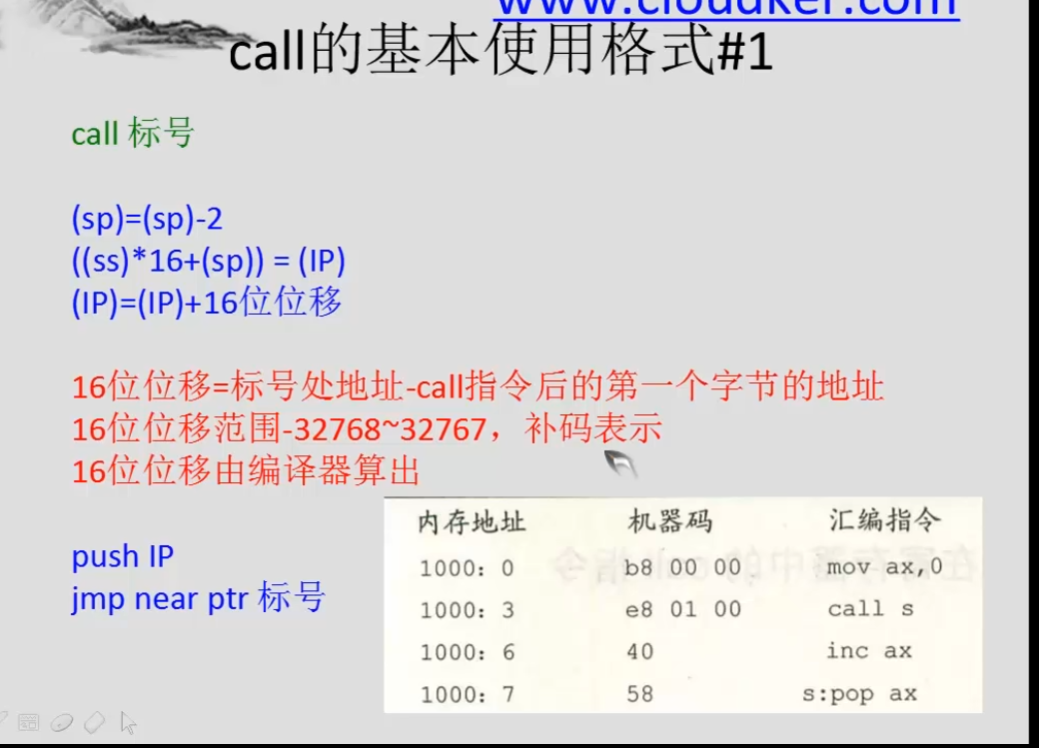 www.cloudker.com
call的基本使用格式#1
call 标号
(sp)=(sp)-2
((ss)*16+(sp)) = (IP)
(IP)=(IP)+16位位移
16位位移=标号处地址-call指令后的第一个字节的地址
16位位移范围-32768~32767，补码表示
16位位移由编译器算出
push IP
jmp near ptr 标号
内存地址 机器码 汇编指令
1000：0 b8 00 00 mov ax,0
1000：3 e8 01 00 call s
1000：6 40 inc ax
1000：7 58 s:pop ax